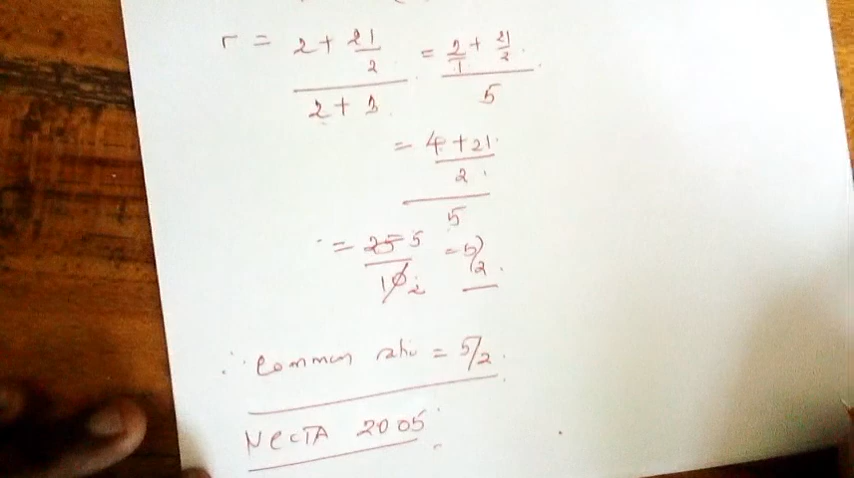 r = (2 + 21/2)/(2 + 3) = (2/1 + 21/2)/5
= ((4 + 21)/2)/5
= 25 5/10 2 = 5/2
∴ Common ratio = 5/2.
NECTA 2005